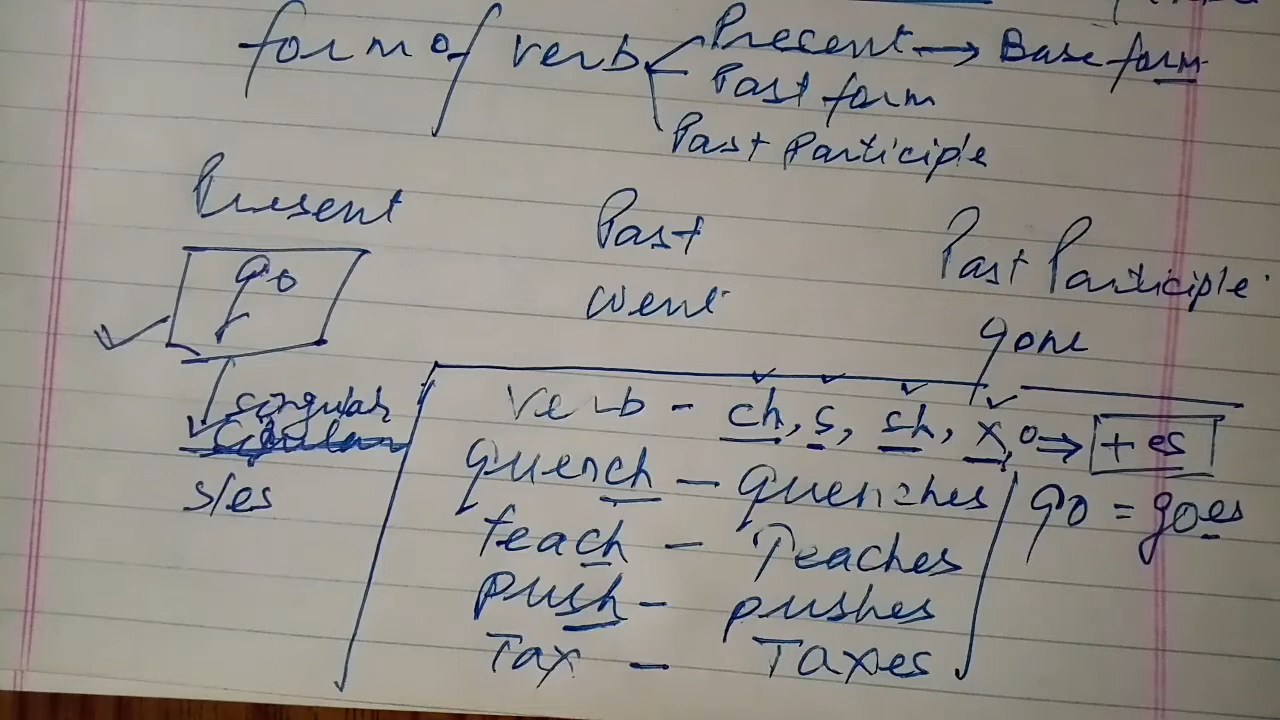 form of verb Present → Base form
Past form
Past Participle
Present Past Past Participle
go went gone
singular
s/es
verb - ch, s, sh, x, o ⇒ + es
quench - quenches go = goes
teach - Teaches
push - pushes
Tax - Taxes